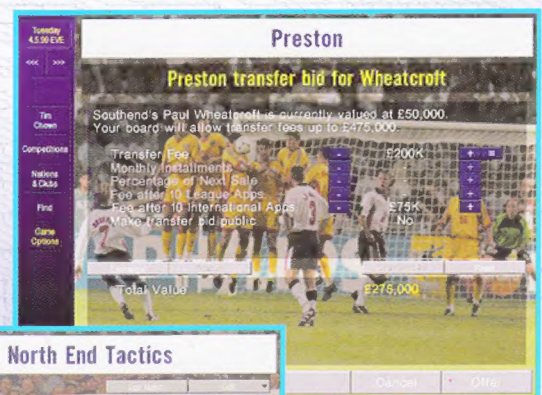 Tuesday
4.5.99 EVE
Preston
<<< >>>
Preston transfer bid for Wheatcroft
Tim
Chown
Competitions
Nations
& Clubs
Find
Game
Options
Southend's Paul Wheatcroft is currently valued at £50,000.
Your board will allow transfer fees up to £475,000.
Transfer Fee - £200K +
Monthly Installments - +
Percentage of Next Sale - +
Fee after 10 League Apps - +
Fee after 10 International Apps - £75K +
Make transfer bid public No
Total Value £275,000
Cancel Offer
North End Tactics
Edit